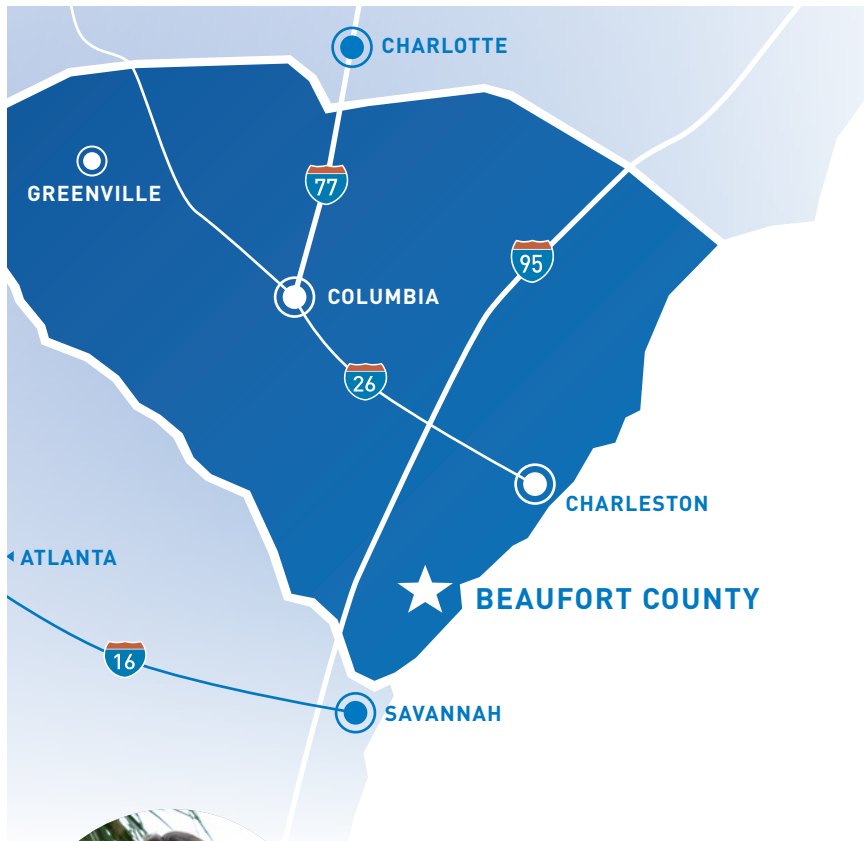 CHARLOTTE
GREENVILLE
77
95
COLUMBIA
26
CHARLESTON
ATLANTA
BEAUFORT COUNTY
16
SAVANNAH